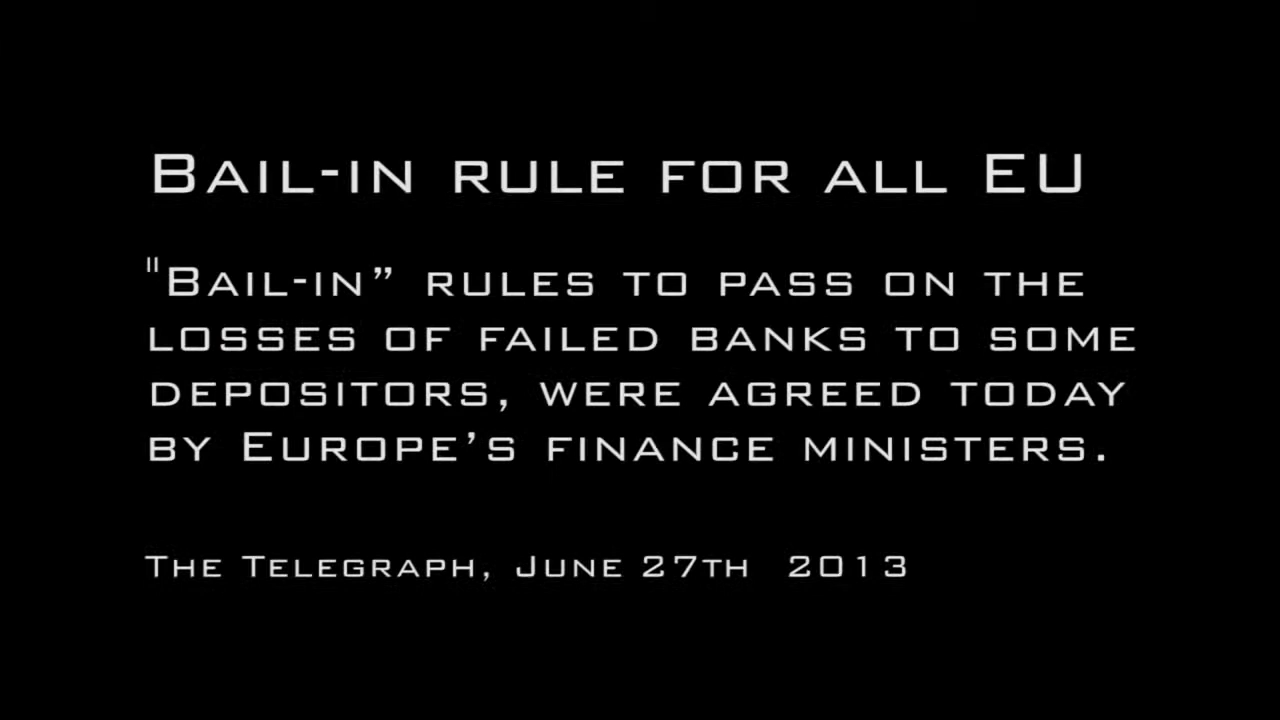 Bail-in rule for all EU
"Bail-in” rules to pass on the
losses of failed banks to some
depositors, were agreed today
by Europe’s finance ministers.
The Telegraph, June 27th 2013